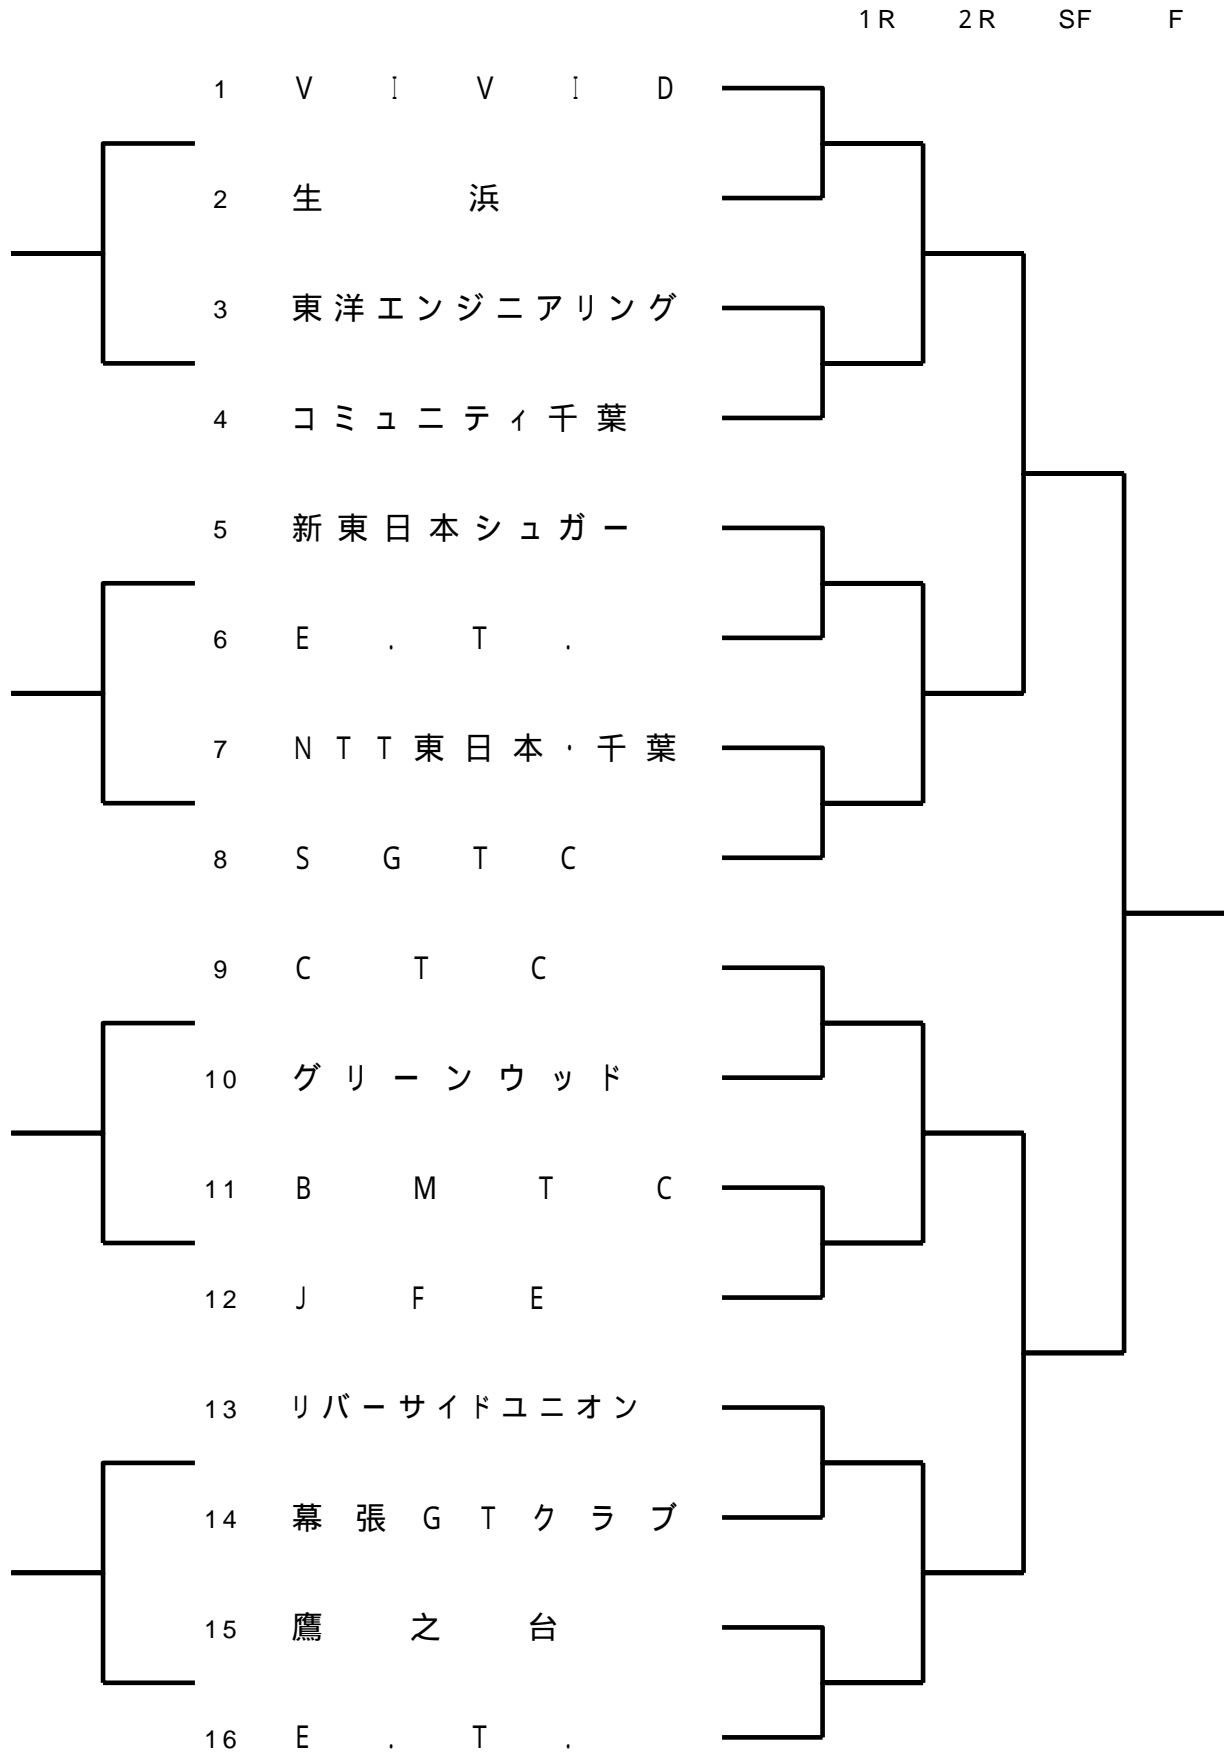 1R 2R SF F
1 VIVID
2 生浜
3 東洋エンジニアリング
4 コミュニティ千葉
5 新東日本シュガー
6 E.T.
7 NTT東日本・千葉
8 SGTC
9 CTC
10 グリーンウッド
11 BMTC
12 JFE
13 リバーサイドユニオン
14 幕張GTクラブ
15 鷹之台
16 E.T.